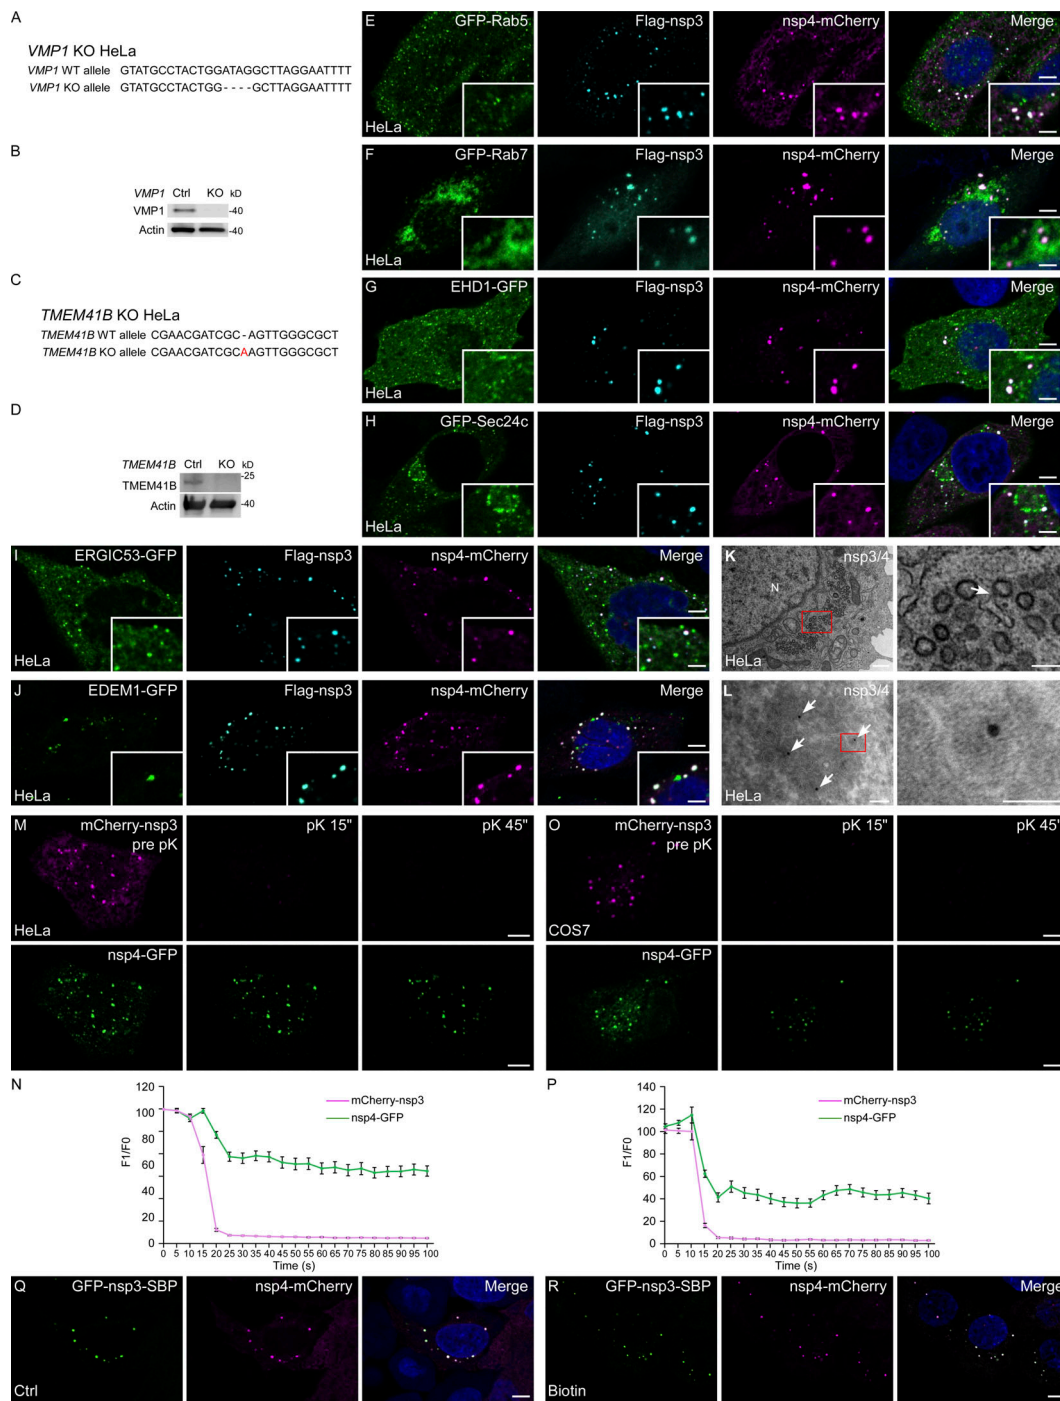 A
VMP1 KO HeLa
VMP1 WT allele GTATGCCTACTGGATAGGCTTAGGAATTTT
VMP1 KO allele GTATGCCTACTGG----GCTTAGGAATTTT
B
VMP1 Ctrl KO kD
VMP1 -40
Actin -40
C
TMEM41B KO HeLa
TMEM41B WT allele CGAACGATCGC-AGTTGGGCGCT
TMEM41B KO allele CGAACGATCGCAAGTTGGGCGCT
D
TMEM41B Ctrl KO kD
-25
TMEM41B
Actin -40
E GFP-Rab5 Flag-nsp3 nsp4-mCherry Merge
HeLa
F GFP-Rab7 Flag-nsp3 nsp4-mCherry Merge
HeLa
G EHD1-GFP Flag-nsp3 nsp4-mCherry Merge
HeLa
H GFP-Sec24c Flag-nsp3 nsp4-mCherry Merge
HeLa
I ERGIC53-GFP Flag-nsp3 nsp4-mCherry Merge
HeLa
J EDEM1-GFP Flag-nsp3 nsp4-mCherry Merge
HeLa
K nsp3/4
N
HeLa
L nsp3/4
HeLa
M mCherry-nsp3 pK 15" pK 45"
pre pK
HeLa
nsp4-GFP
O mCherry-nsp3 pK 15" pK 45"
pre pK
COS7
nsp4-GFP
N
mCherry-nsp3
nsp4-GFP
F1/F0
120
100
80
60
40
20
0
0 5 10 15 20 25 30 35 40 45 50 55 60 65 70 75 80 85 90 95 100
Time (s)
P
mCherry-nsp3
nsp4-GFP
F1/F0
140
120
100
80
60
40
20
0
0 5 10 15 20 25 30 35 40 45 50 55 60 65 70 75 80 85 90 95 100
Time (s)
Q GFP-nsp3-SBP nsp4-mCherry Merge
Ctrl
R GFP-nsp3-SBP nsp4-mCherry Merge
Biotin